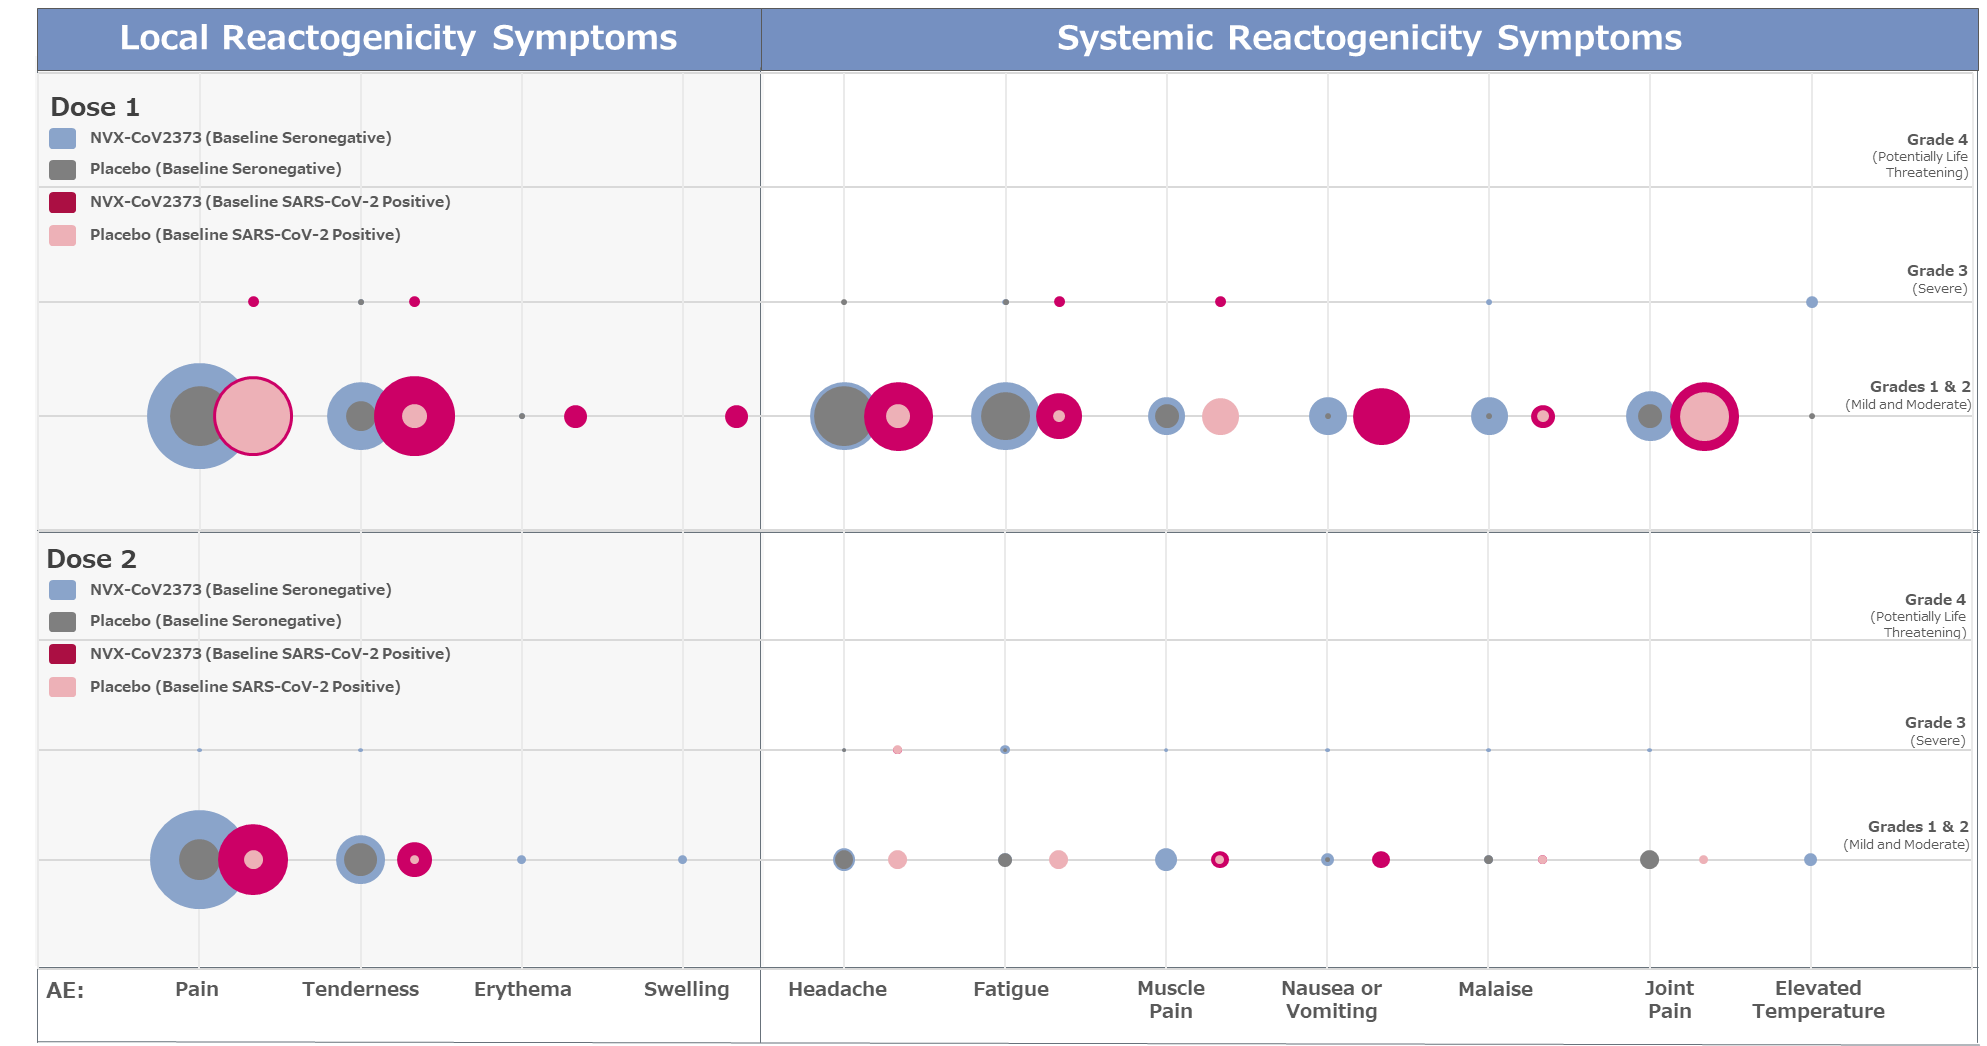 Local Reactogenicity Symptoms
Systemic Reactogenicity Symptoms
Dose 1
NVX-CoV2373 (Baseline Seronegative)
Placebo (Baseline Seronegative)
NVX-CoV2373 (Baseline SARS-CoV-2 Positive)
Placebo (Baseline SARS-CoV-2 Positive)
Grade 4
(Potentially Life
Threatening)
Grade 3
(Severe)
Grades 1 & 2
(Mild and Moderate)
Dose 2
NVX-CoV2373 (Baseline Seronegative)
Placebo (Baseline Seronegative)
NVX-CoV2373 (Baseline SARS-CoV-2 Positive)
Placebo (Baseline SARS-CoV-2 Positive)
Grade 4
(Potentially Life
Threatening)
Grade 3
(Severe)
Grades 1 & 2
(Mild and Moderate)
AE:
Pain
Tenderness
Erythema
Swelling
Headache
Fatigue
Muscle
Pain
Nausea or
Vomiting
Malaise
Joint
Pain
Elevated
Temperature